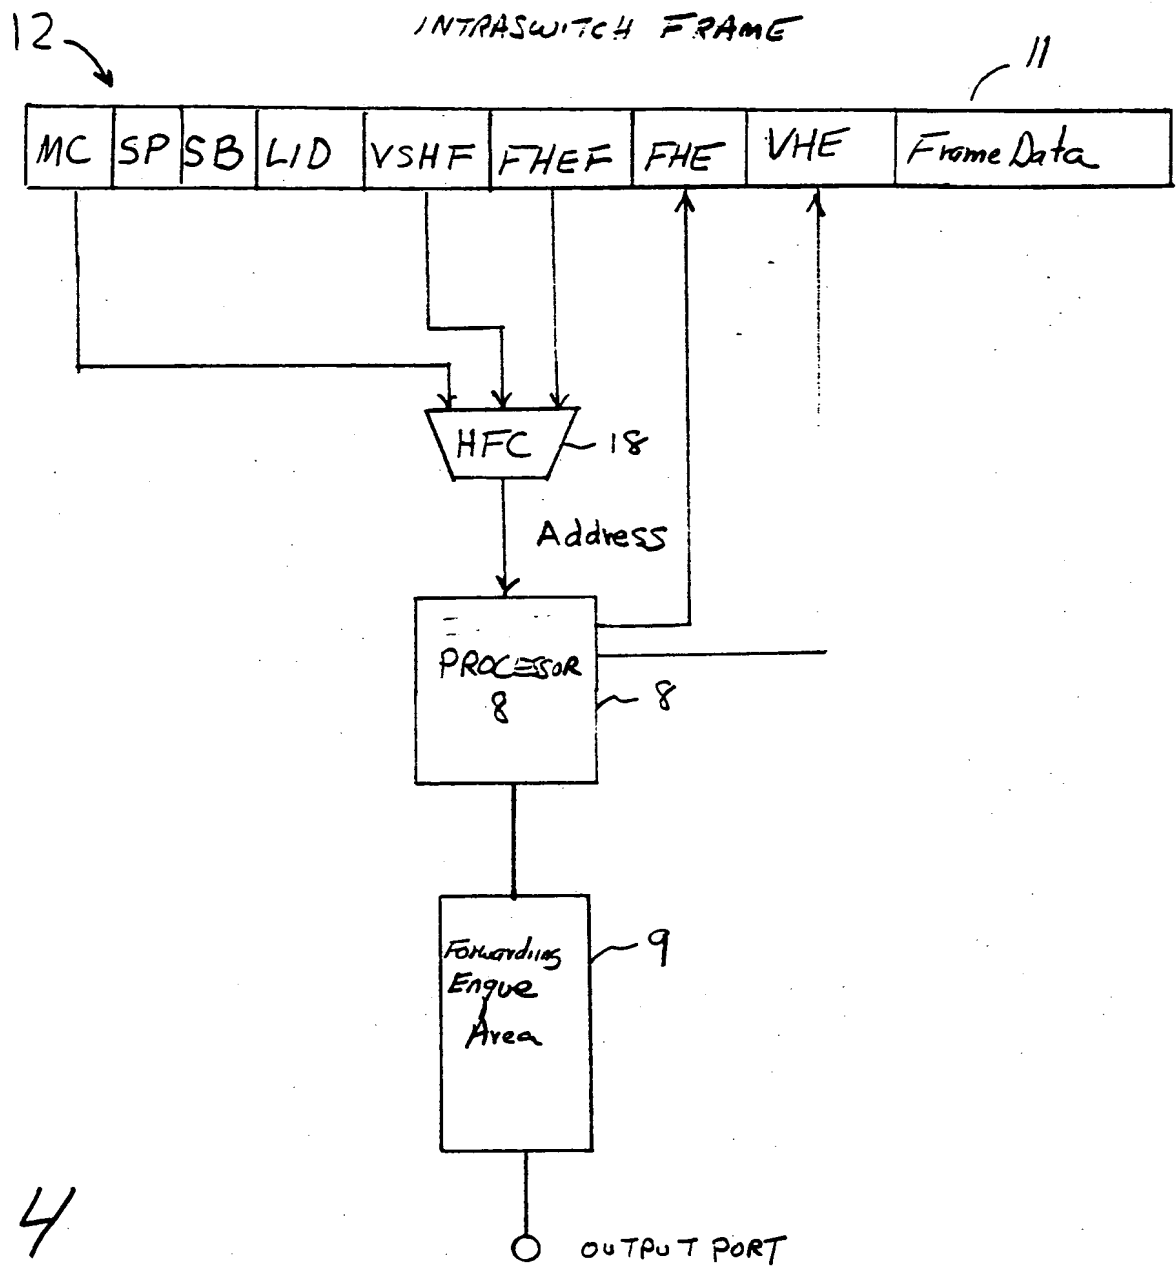 INTRASWITCH FRAME
12
11
MC SP SB LID VSHF FHEF FHE VHE Frame Data
HFC 18
Address
PROCESSOR
8
8
Forwarding
Engue
Area
9
4
OUTPUT PORT